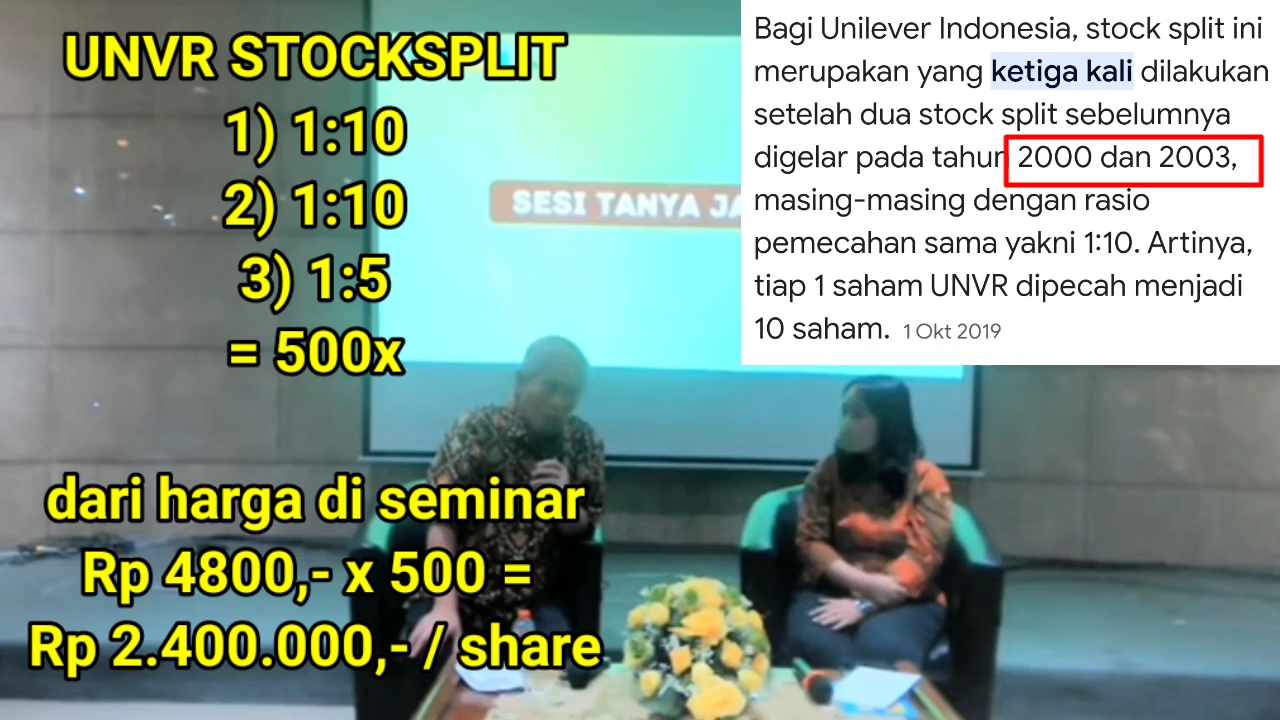 UNVR STOCKSPLIT
1) 1:10
2) 1:10
3) 1:5
= 500x
dari harga di seminar
Rp 4800,- x 500 =
Rp 2.400.000,- / share
SESI TANYA JA
Bagi Unilever Indonesia, stock split ini
merupakan yang ketiga kali dilakukan
setelah dua stock split sebelumnya
digelar pada tahun 2000 dan 2003,
masing-masing dengan rasio
pemecahan sama yakni 1:10. Artinya,
tiap 1 saham UNVR dipecah menjadi
10 saham. 1 Okt 2019